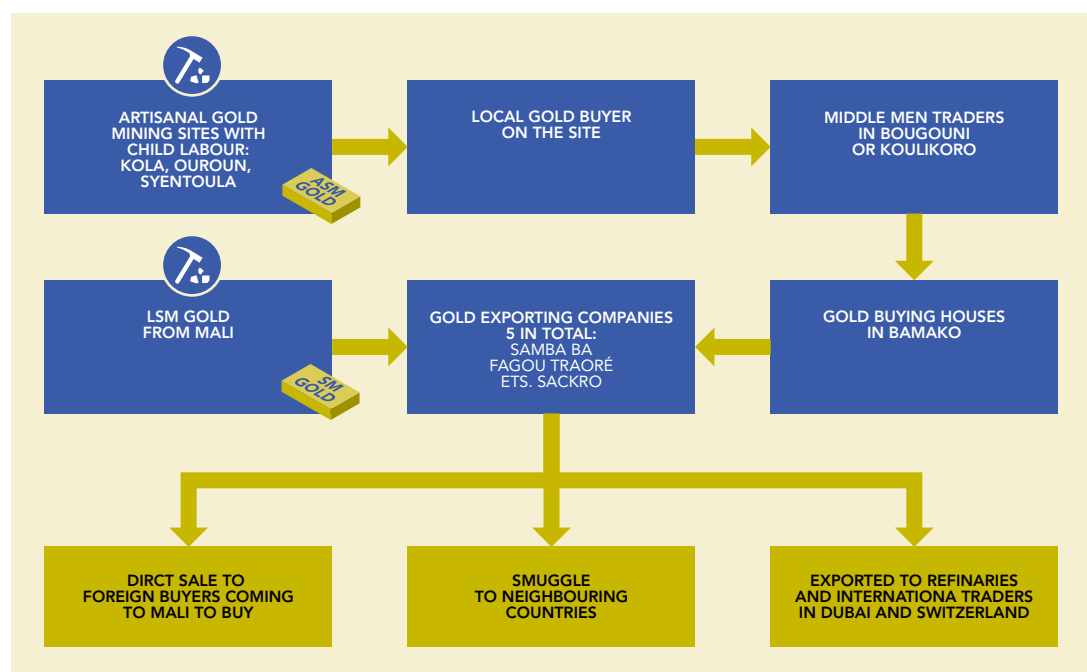 ARTISANAL GOLD
MINING SITES WITH
CHILD LABOUR:
KOLA, OUROUN,
SYENTOULA
ASM
GOLD
LOCAL GOLD BUYER
ON THE SITE
MIDDLE MEN TRADERS
IN BOUGOUNI
OR KOULIKORO
LSM GOLD
FROM MALI
SM
GOLD
GOLD EXPORTING COMPANIES
5 IN TOTAL:
SAMBA BA
FAGOU TRAORÉ
ETS. SACKRO
GOLD BUYING HOUSES
IN BAMAKO
DIRCT SALE TO
FOREIGN BUYERS COMING
TO MALI TO BUY
SMUGGLE
TO NEIGHBOURING
COUNTRIES
EXPORTED TO REFINARIES
AND INTERNATIONA TRADERS
IN DUBAI AND SWITZERLAND